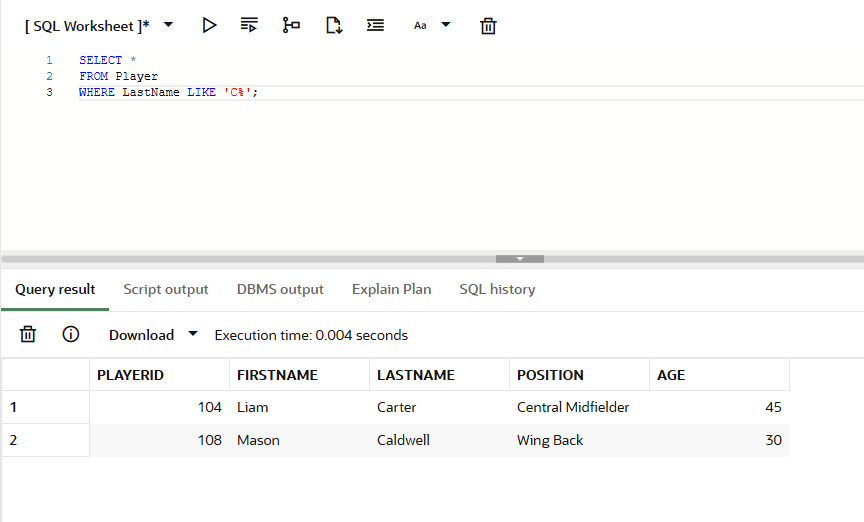 [ SQL Worksheet ]* Aa
1 SELECT *
2 FROM Player
3 WHERE LastName LIKE 'C%';
Query result Script output DBMS output Explain Plan SQL history
Download Execution time: 0.004 seconds
PLAYERID FIRSTNAME LASTNAME POSITION AGE
1 104 Liam Carter Central Midfielder 45
2 108 Mason Caldwell Wing Back 30